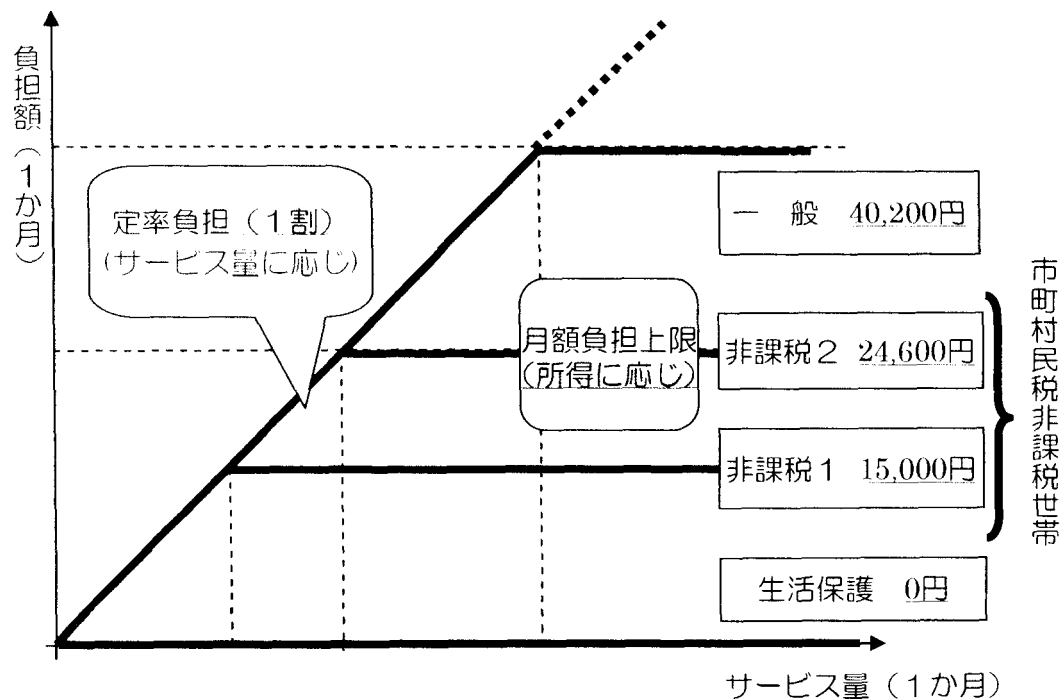 負担額（１か月）
定率負担（１割）
(サービス量に応じ)
一　般　40,200円
月額負担上限
(所得に応じ)
非課税２　24,600円
非課税１　15,000円
生活保護　0円
市町村民税非課税世帯
サービス量（１か月）